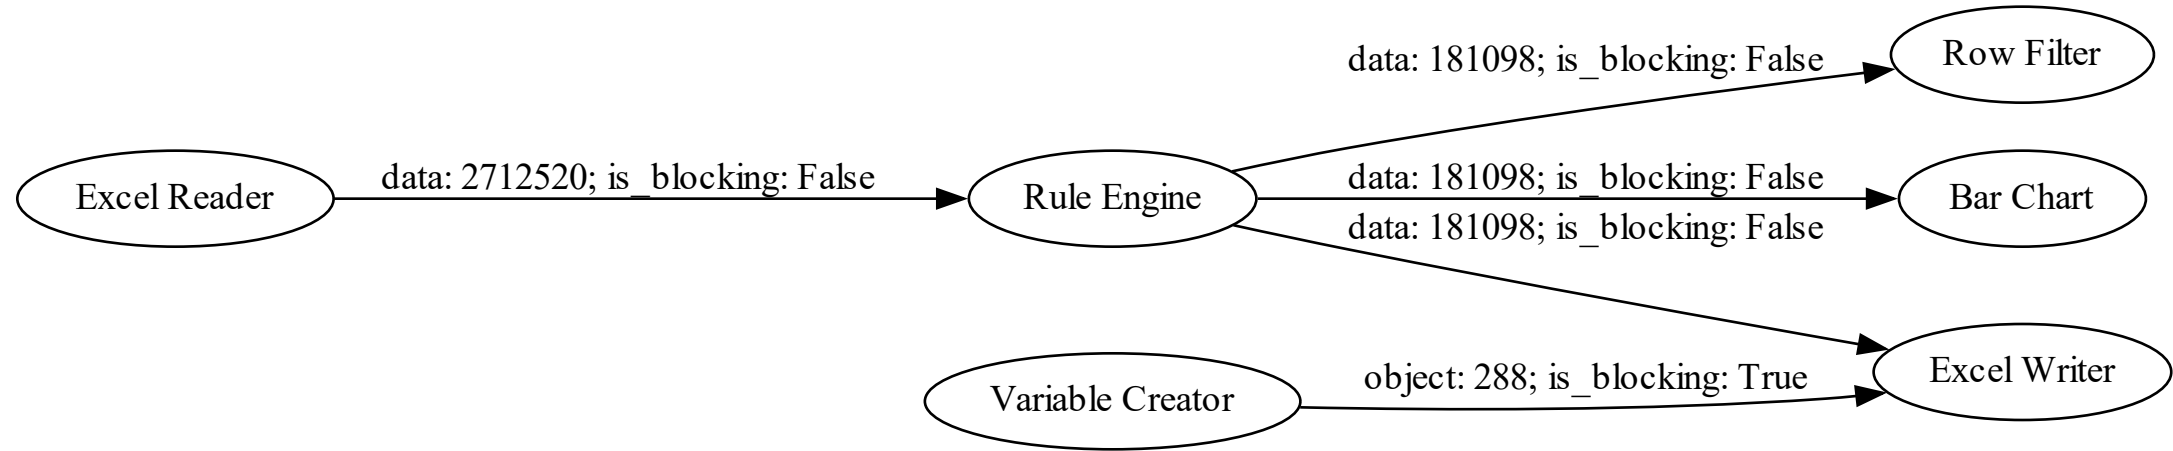 data: 181098; is_blocking: False
Row Filter
Excel Reader
data: 2712520; is_blocking: False
Rule Engine
data: 181098; is_blocking: False
Bar Chart
data: 181098; is_blocking: False
Variable Creator
object: 288; is_blocking: True
Excel Writer